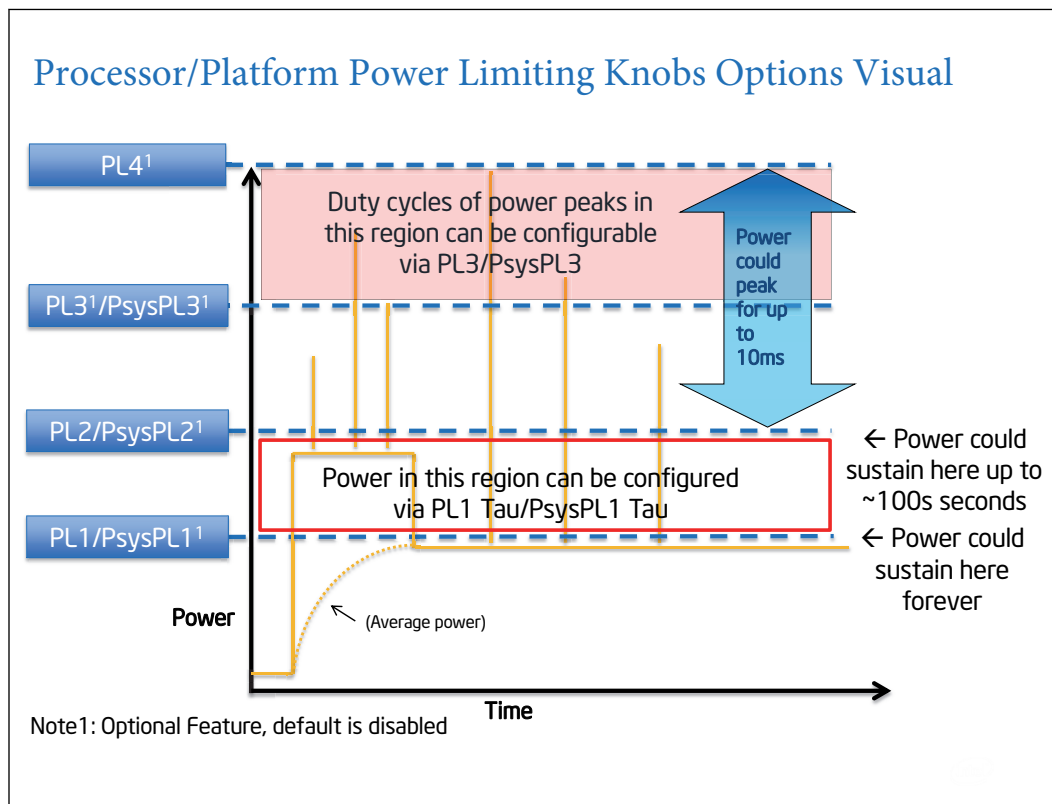 Processor/Platform Power Limiting Knobs Options Visual
PL4¹
Duty cycles of power peaks in
this region can be configurable
via PL3/PsysPL3
Power
could
peak
for up
to
10ms
PL3¹/PsysPL3¹
PL2/PsysPL2¹
← Power could
sustain here up to
~100s seconds
Power in this region can be configured
via PL1 Tau/PsysPL1 Tau
PL1/PsysPL1¹
← Power could
sustain here
forever
Power
(Average power)
Time
Note1: Optional Feature, default is disabled